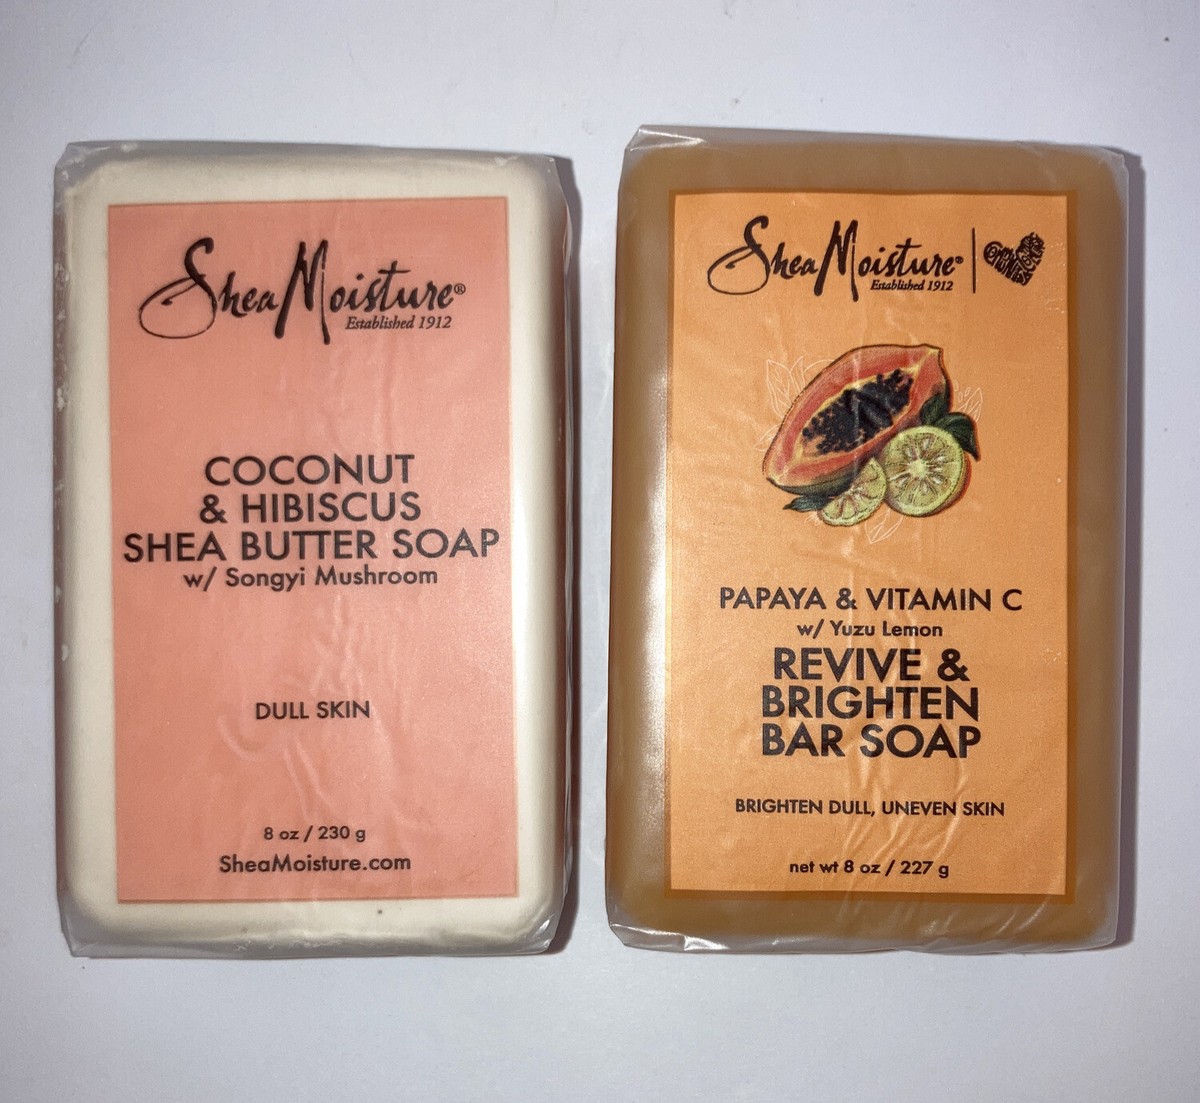 SheaMoisture®
Established 1912
COCONUT
& HIBISCUS
SHEA BUTTER SOAP
w/ Songyi Mushroom
DULL SKIN
8 oz / 230 g
SheaMoisture.com
SheaMoisture®
Established 1912
PAPAYA & VITAMIN C
w/ Yuzu Lemon
REVIVE &
BRIGHTEN
BAR SOAP
BRIGHTEN DULL, UNEVEN SKIN
net wt 8 oz / 227 g